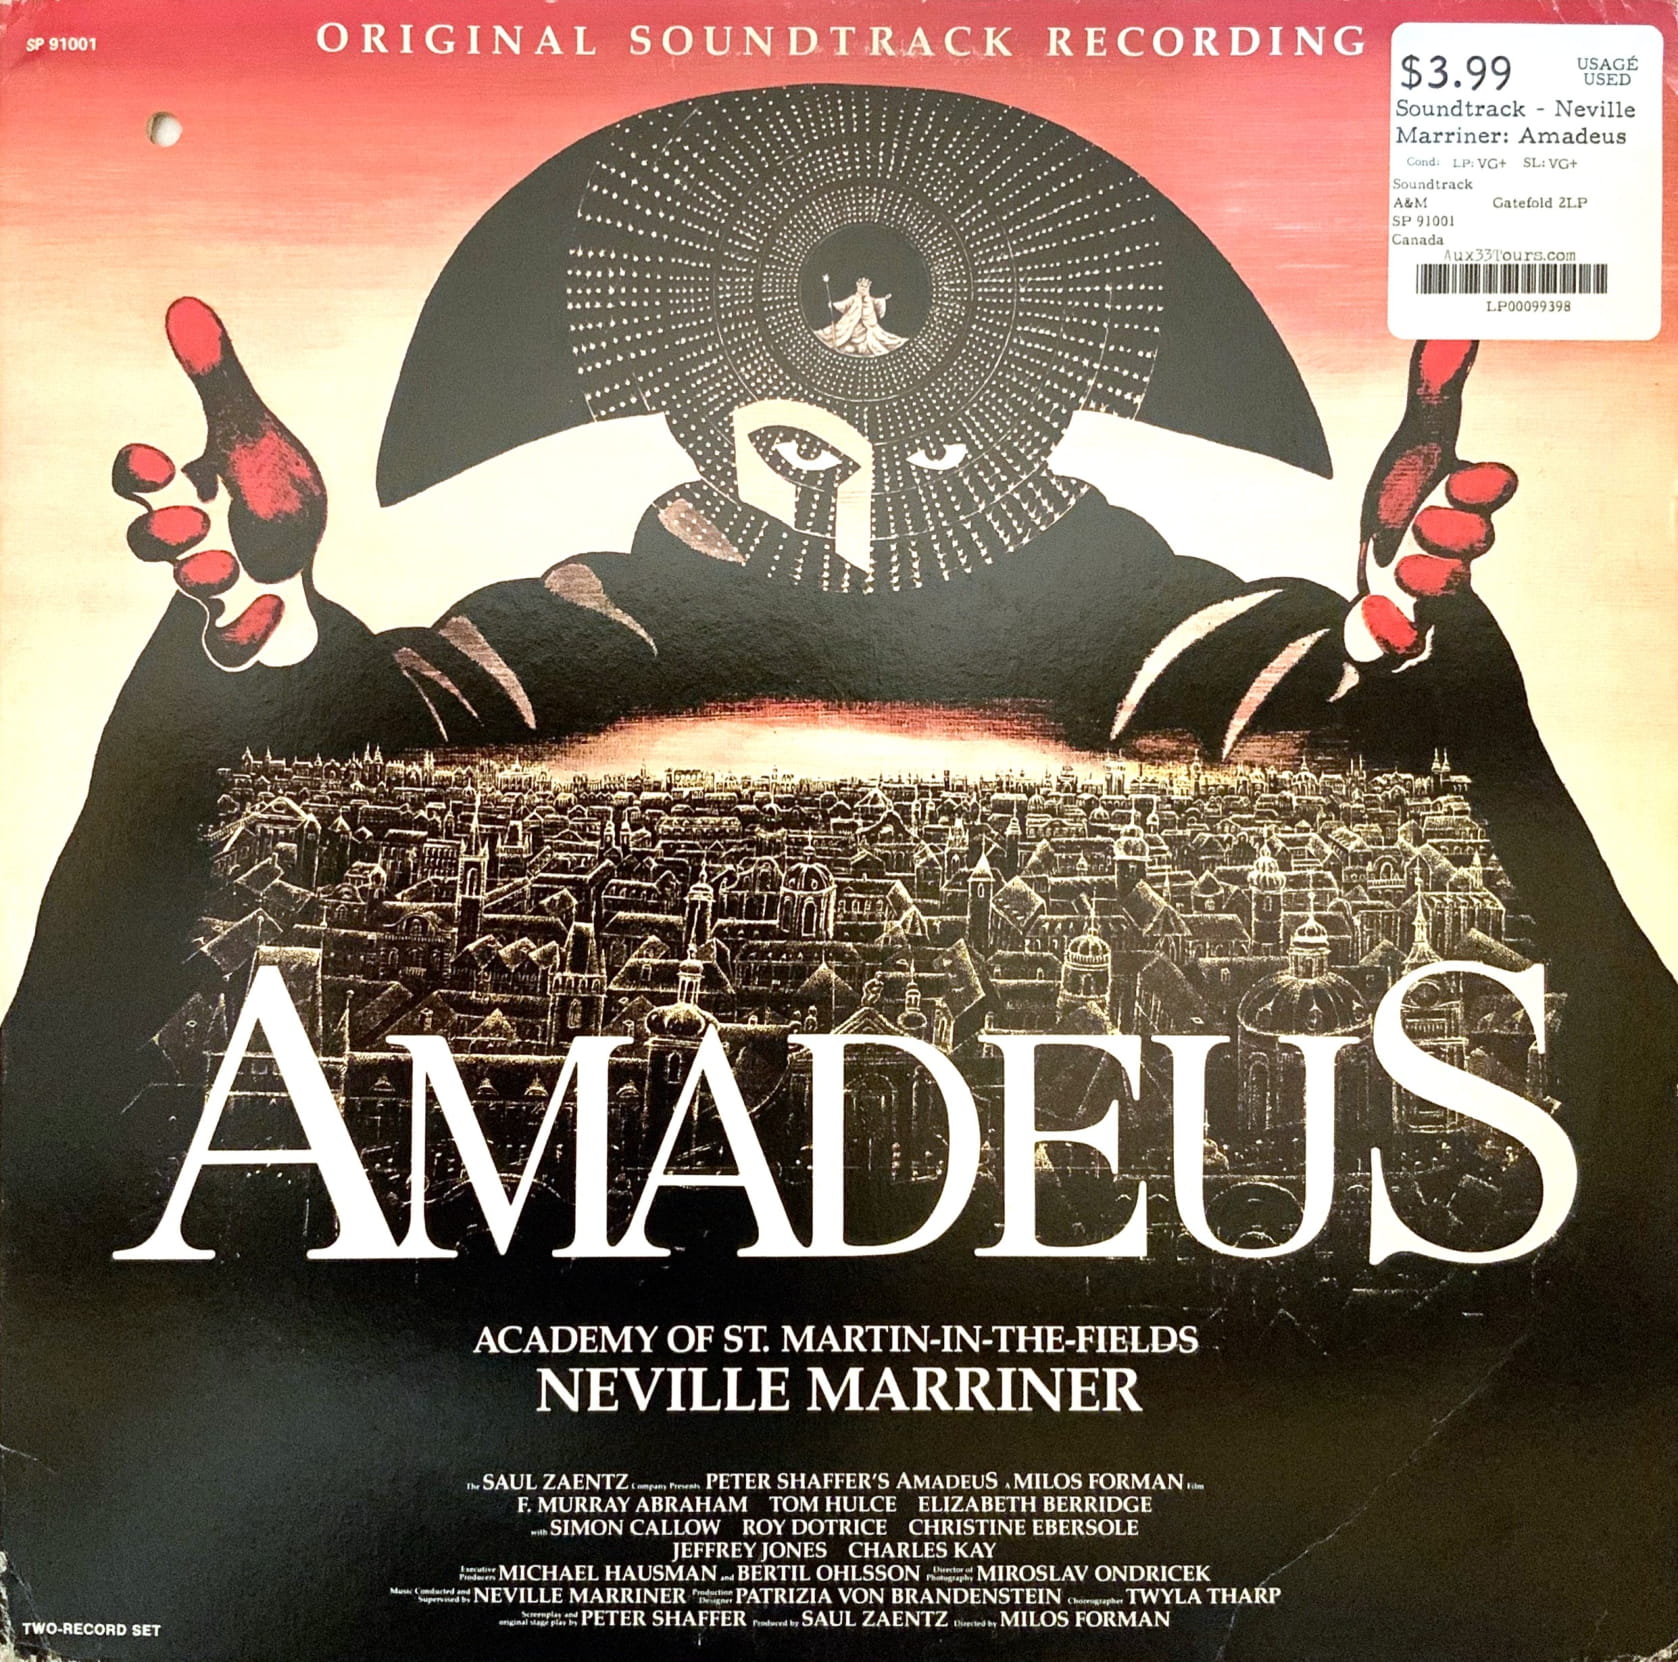 SP 91001
ORIGINAL SOUNDTRACK RECORDING
$3.99
USAGÉ
USED
Soundtrack - Neville
Marriner: Amadeus
Cond: LP: VG+ SL: VG+
Soundtrack
A&M Gatefold 2LP
SP 91001
Canada
Aux33Tours.com
LP00099398
AMADEUS
ACADEMY OF ST. MARTIN-IN-THE-FIELDS
NEVILLE MARRINER
The SAUL ZAENTZ Company Presents PETER SHAFFER'S AMADEUS A MILOS FORMAN Film
F. MURRAY ABRAHAM TOM HULCE ELIZABETH BERRIDGE
with SIMON CALLOW ROY DOTRICE CHRISTINE EBERSOLE
JEFFREY JONES CHARLES KAY
Executive Producers MICHAEL HAUSMAN and BERTIL OHLSSON Director of Photography MIROSLAV ONDRICEK
Music Conducted and Supervised by NEVILLE MARRINER Production Designer PATRIZIA VON BRANDENSTEIN Choreographer TWYLA THARP
Screenplay and original stage play by PETER SHAFFER Produced by SAUL ZAENTZ Directed by MILOS FORMAN
TWO-RECORD SET